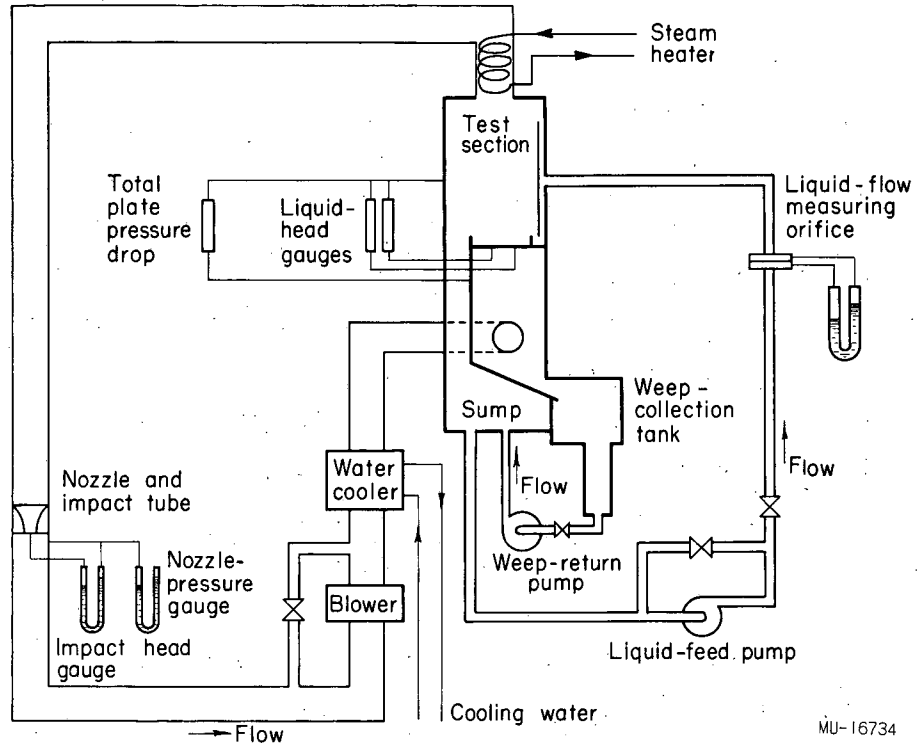 Steam
heater
Test
section
Total
plate
pressure
drop
Liquid-
head
gauges
Liquid-flow
measuring
orifice
Weep-
collection
tank
Sump
Water
cooler
Flow
Flow
Nozzle and
impact tube
Nozzle-
pressure
gauge
Weep-return
pump
Blower
Impact head
gauge
Liquid-feed pump
Cooling water
Flow
MU-16734